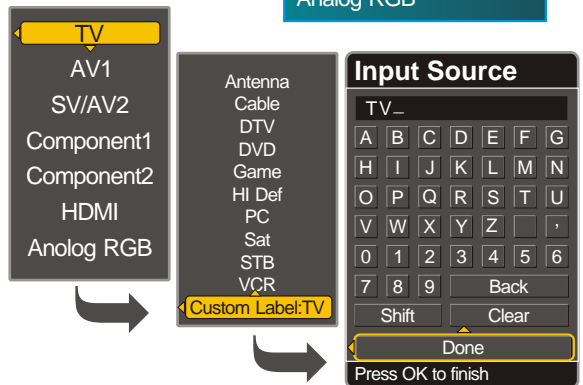 Analog RGB
TV
AV1
SV/AV2
Component1
Component2
HDMI
Anolog RGB
Antenna
Cable
DTV
DVD
Game
HI Def
PC
Sat
STB
VCR
Custom Label:TV
Input Source
TV_
A B C D E F G
H I J K L M N
O P Q R S T U
V W X Y Z ,
0 1 2 3 4 5 6
7 8 9 Back
Shift Clear
Done
Press OK to finish